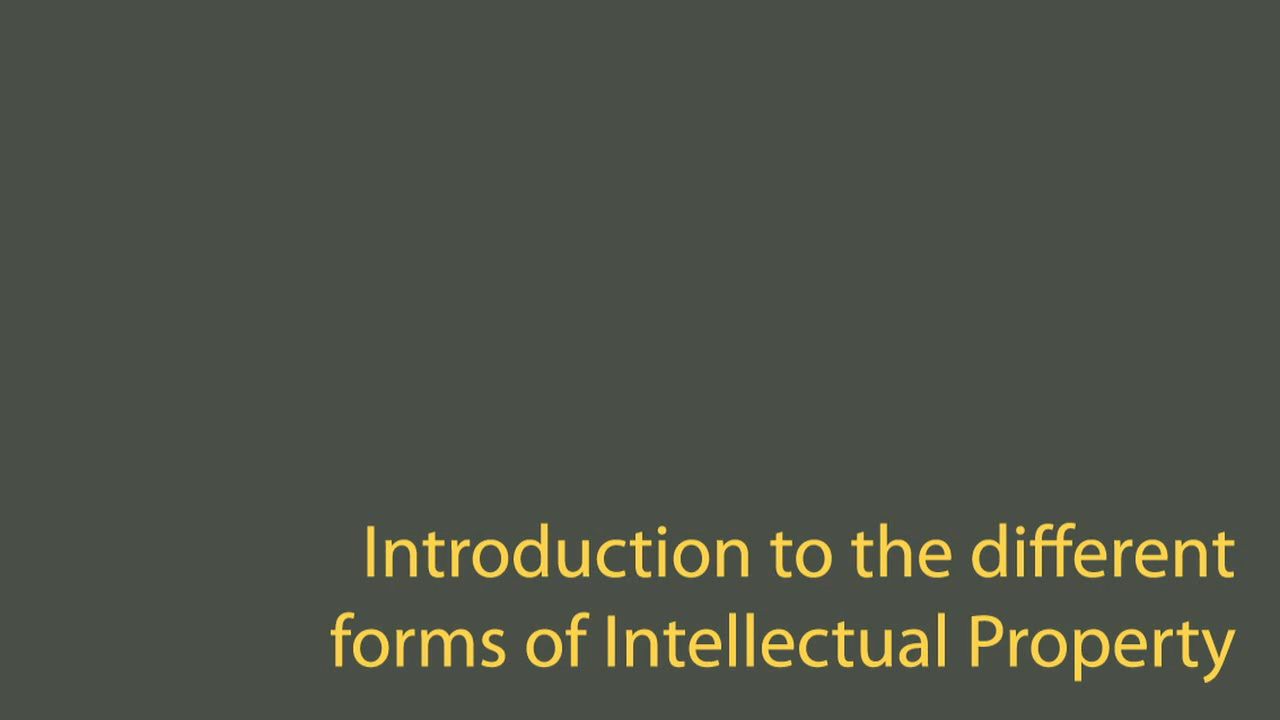 Introduction to the different
forms of Intellectual Property